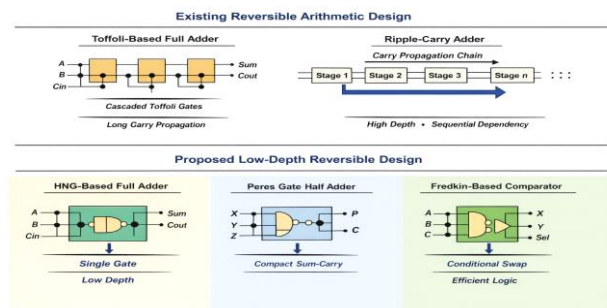 Existing Reversible Arithmetic Design
Toffoli-Based Full Adder
A
B
Cin
Sum
Cout
Cascaded Toffoli Gates
Long Carry Propagation
Ripple-Carry Adder
Carry Propagation Chain
Stage 1
Stage 2
Stage 3
Stage n
High Depth • Sequential Dependency
Proposed Low-Depth Reversible Design
HNG-Based Full Adder
A
B
Cin
Sum
Cout
Single Gate
Low Depth
Peres Gate Half Adder
X
Y
Z
P
C
Compact Sum-Carry
Fredkin-Based Comparator
A
B
C
X
Y
Sel
Conditional Swap
Efficient Logic